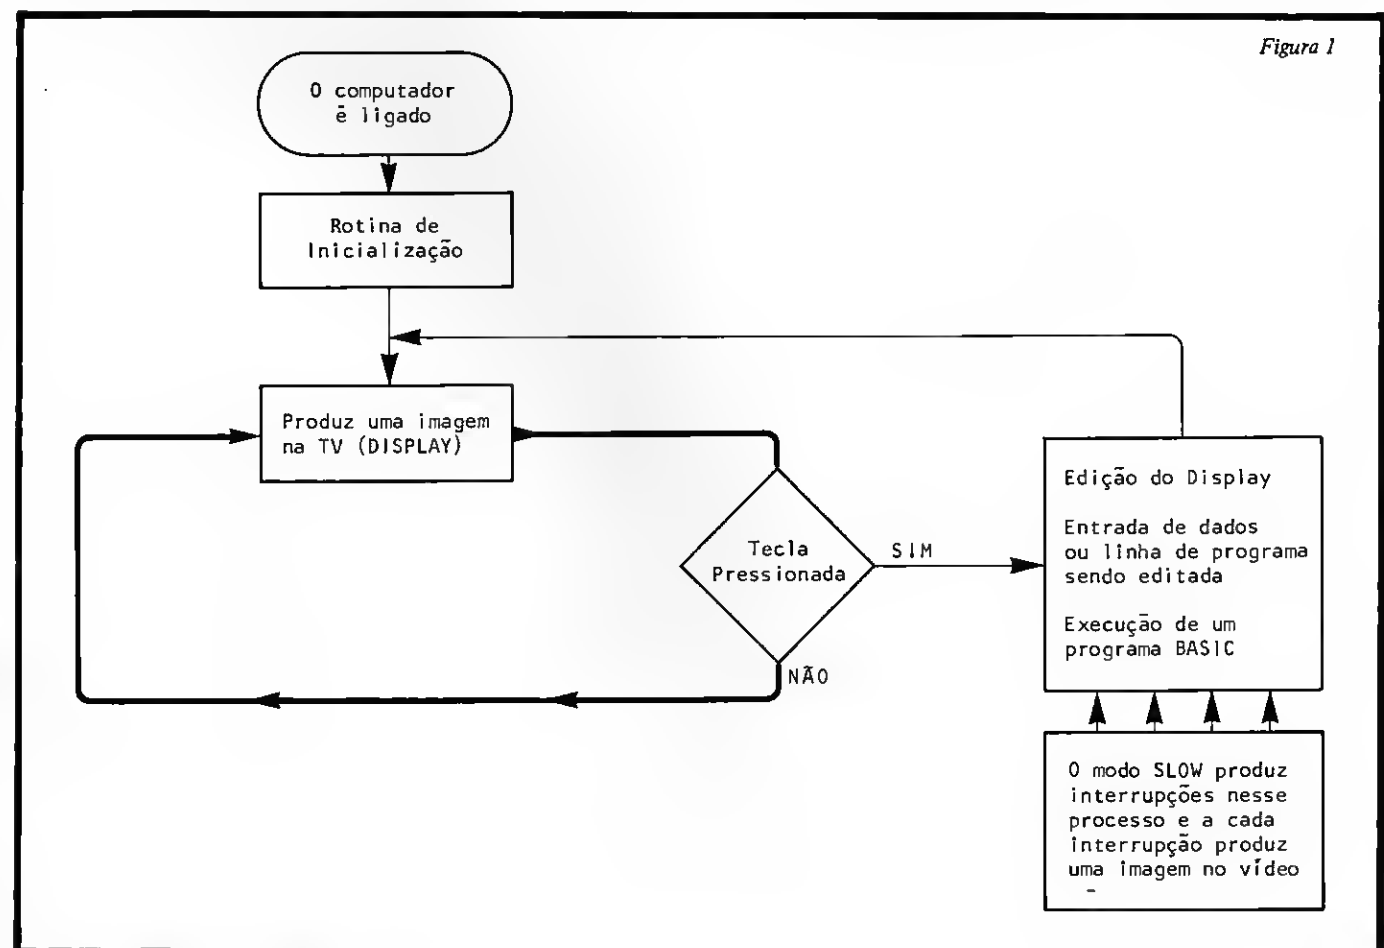 Figura 1
O computador
é ligado
Rotina de
Inicialização
Produz uma imagem
na TV (DISPLAY)
Tecla
Pressionada
SIM
NÃO
Edição do Display
Entrada de dados
ou linha de programa
sendo editada
Execução de um
programa BASIC
O modo SLOW produz
interrupções nesse
processo e a cada
interrupção produz
uma imagem no vídeo